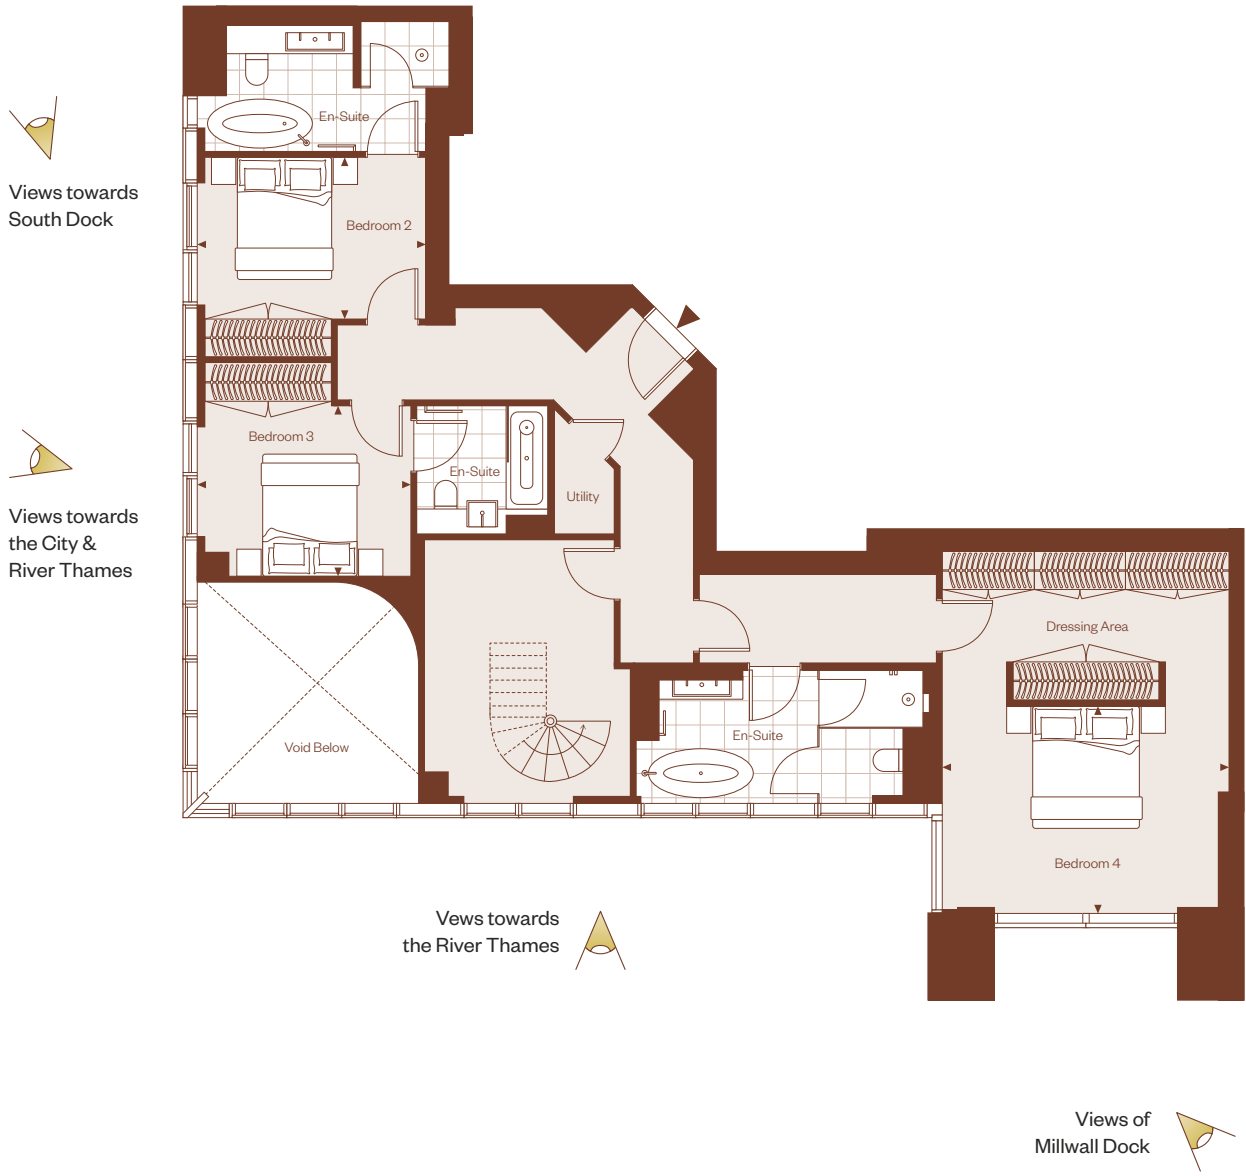 En-Suite
Views towards
South Dock
Bedroom 2
Bedroom 3
En-Suite
Utility
Views towards
the City &
River Thames
Dressing Area
En-Suite
Void Below
Bedroom 4
Vews towards
the River Thames
Views of
Millwall Dock